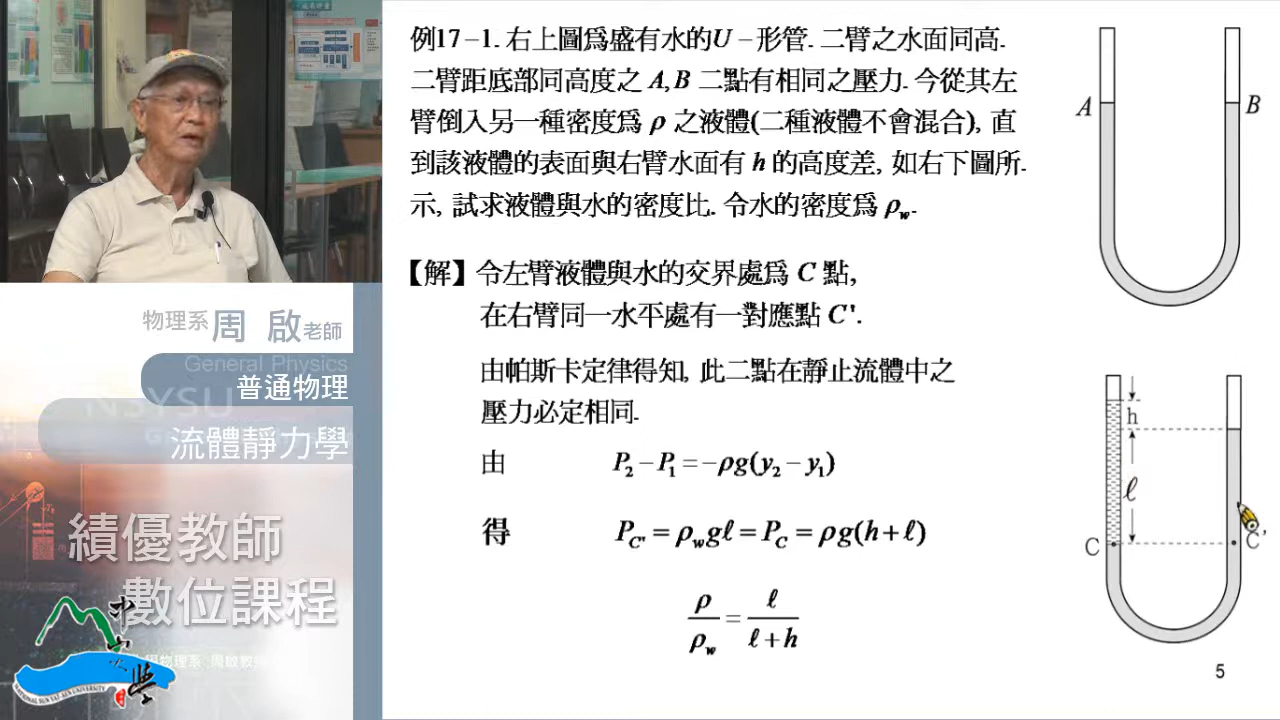 例17-1. 右上圖爲盛有水的U-形管. 二臂之水面同高.
二臂距底部同高度之 A, B 二點有相同之壓力. 今從其左
臂倒入另一種密度爲 ρ 之液體(二種液體不會混合), 直
到該液體的表面與右臂水面有 h 的高度差, 如右下圖所
示, 試求液體與水的密度比. 令水的密度爲 ρw.
【解】令左臂液體與水的交界處爲 C 點,
在右臂同一水平處有一對應點 C'.
由帕斯卡定律得知, 此二點在靜止流體中之
壓力必定相同.
由 P2 − P1 = −ρg(y2 − y1)
得 PC' = ρw gℓ = PC = ρg(h + ℓ)
ρ/ρw = ℓ/(ℓ + h)
A
B
h
ℓ
C
C'
5
物理系 周 啟 老師
General Physics
普通物理
NSYSU
流體靜力學
績優教師
數位課程
NATIONAL SUN YAT-SEN UNIVERSITY